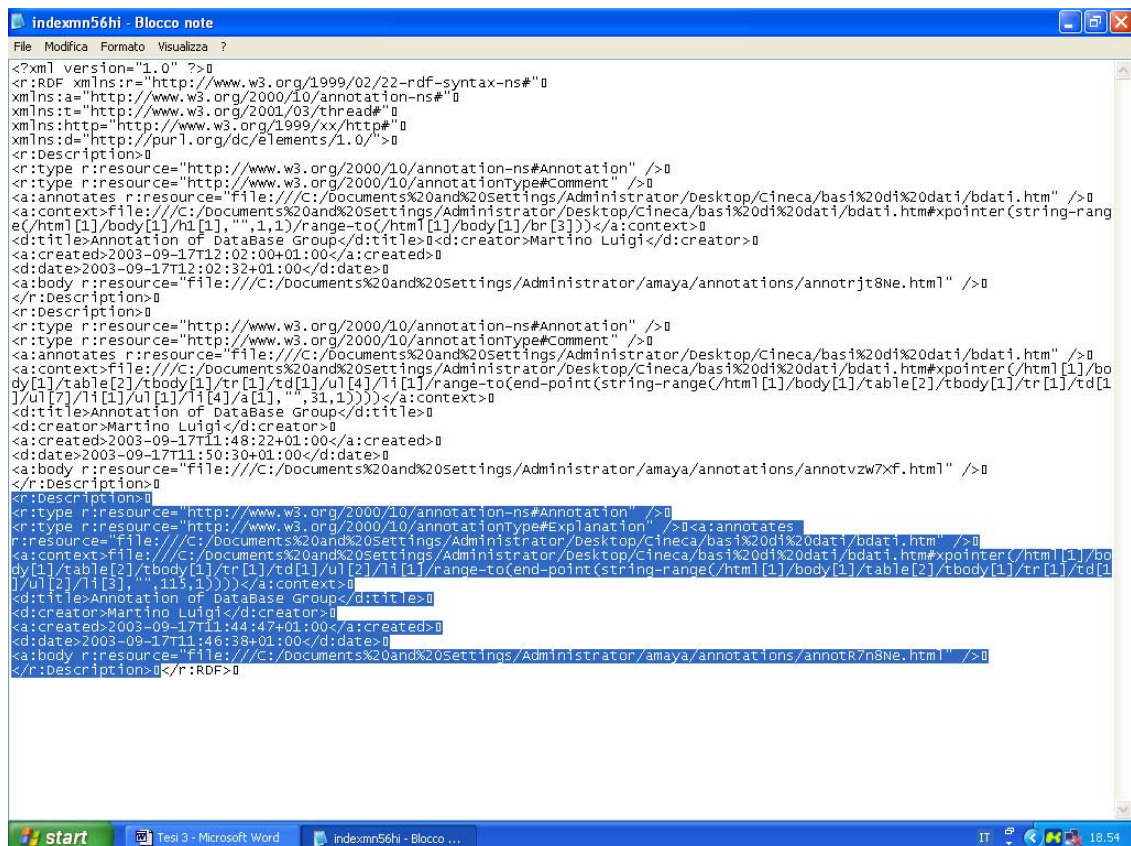 indexmn56hi - Blocco note
File Modifica Formato Visualizza ?
<?xml version="1.0" ?>▯
<r:RDF xmlns:r="http://www.w3.org/1999/02/22-rdf-syntax-ns#"▯
xmlns:a="http://www.w3.org/2000/10/annotation-ns#"▯
xmlns:t="http://www.w3.org/2001/03/thread#"▯
xmlns:http="http://www.w3.org/1999/xx/http#"▯
xmlns:d="http://purl.org/dc/elements/1.0/">▯
<r:Description>▯
<r:type r:resource="http://www.w3.org/2000/10/annotation-ns#Annotation" />▯
<r:type r:resource="http://www.w3.org/2000/10/annotationType#Comment" />▯
<a:annotates r:resource="file:///C:/Documents%20and%20Settings/Administrator/Desktop/Cineca/basi%20di%20dati/bdati.htm" />▯
<a:context>file:///C:/Documents%20and%20Settings/Administrator/Desktop/Cineca/basi%20di%20dati/bdati.htm#xpointer(string-rang
e(/html[1]/body[1]/h1[1],"",1,1)/range-to(/html[1]/body[1]/br[3]))</a:context>▯
<d:title>Annotation of DataBase Group</d:title>▯<d:creator>Martino Luigi</d:creator>▯
<a:created>2003-09-17T12:02:00+01:00</a:created>▯
<d:date>2003-09-17T12:02:32+01:00</d:date>▯
<a:body r:resource="file:///C:/Documents%20and%20Settings/Administrator/amaya/annotations/annotrjt8Ne.html" />▯
</r:Description>▯
<r:Description>▯
<r:type r:resource="http://www.w3.org/2000/10/annotation-ns#Annotation" />▯
<r:type r:resource="http://www.w3.org/2000/10/annotationType#Comment" />▯
<a:annotates r:resource="file:///C:/Documents%20and%20Settings/Administrator/Desktop/Cineca/basi%20di%20dati/bdati.htm" />▯
<a:context>file:///C:/Documents%20and%20Settings/Administrator/Desktop/Cineca/basi%20di%20dati/bdati.htm#xpointer(/html[1]/bo
dy[1]/table[2]/tbody[1]/tr[1]/td[1]/ul[4]/li[1]/range-to(end-point(string-range(/html[1]/body[1]/table[2]/tbody[1]/tr[1]/td[1
]/ul[7]/li[1]/ul[1]/li[4]/a[1],"",31,1))))</a:context>▯
<d:title>Annotation of DataBase Group</d:title>▯
<d:creator>Martino Luigi</d:creator>▯
<a:created>2003-09-17T11:48:22+01:00</a:created>▯
<d:date>2003-09-17T11:50:30+01:00</d:date>▯
<a:body r:resource="file:///C:/Documents%20and%20Settings/Administrator/amaya/annotations/annotvzW7Xf.html" />▯
</r:Description>▯
<r:Description>▯
<r:type r:resource="http://www.w3.org/2000/10/annotation-ns#Annotation" />▯
<r:type r:resource="http://www.w3.org/2000/10/annotationType#Explanation" />▯<a:annotates
r:resource="file:///C:/Documents%20and%20Settings/Administrator/Desktop/Cineca/basi%20di%20dati/bdati.htm" />▯
<a:context>file:///C:/Documents%20and%20Settings/Administrator/Desktop/Cineca/basi%20di%20dati/bdati.htm#xpointer(/html[1]/bo
dy[1]/table[2]/tbody[1]/tr[1]/td[1]/ul[2]/li[1]/range-to(end-point(string-range(/html[1]/body[1]/table[2]/tbody[1]/tr[1]/td[1
]/ul[2]/li[3],"",115,1))))</a:context>▯
<d:title>Annotation of DataBase Group</d:title>▯
<d:creator>Martino Luigi</d:creator>▯
<a:created>2003-09-17T11:44:47+01:00</a:created>▯
<d:date>2003-09-17T11:46:38+01:00</d:date>▯
<a:body r:resource="file:///C:/Documents%20and%20Settings/Administrator/amaya/annotations/annotR7n8Ne.html" />▯
</r:Description>▯</r:RDF>▯
start Tesi 3 - Microsoft Word indexmn56hi - Blocco ... IT 18.54